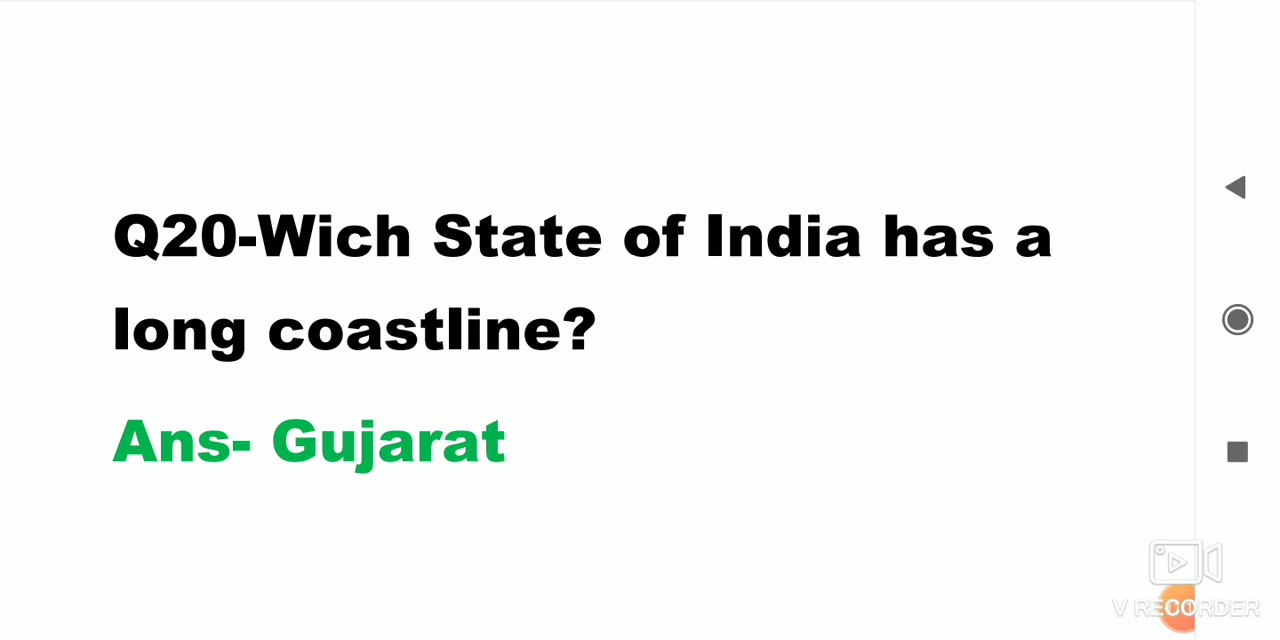 Q20-Wich State of India has a
long coastline?
Ans- Gujarat
V RECORDER